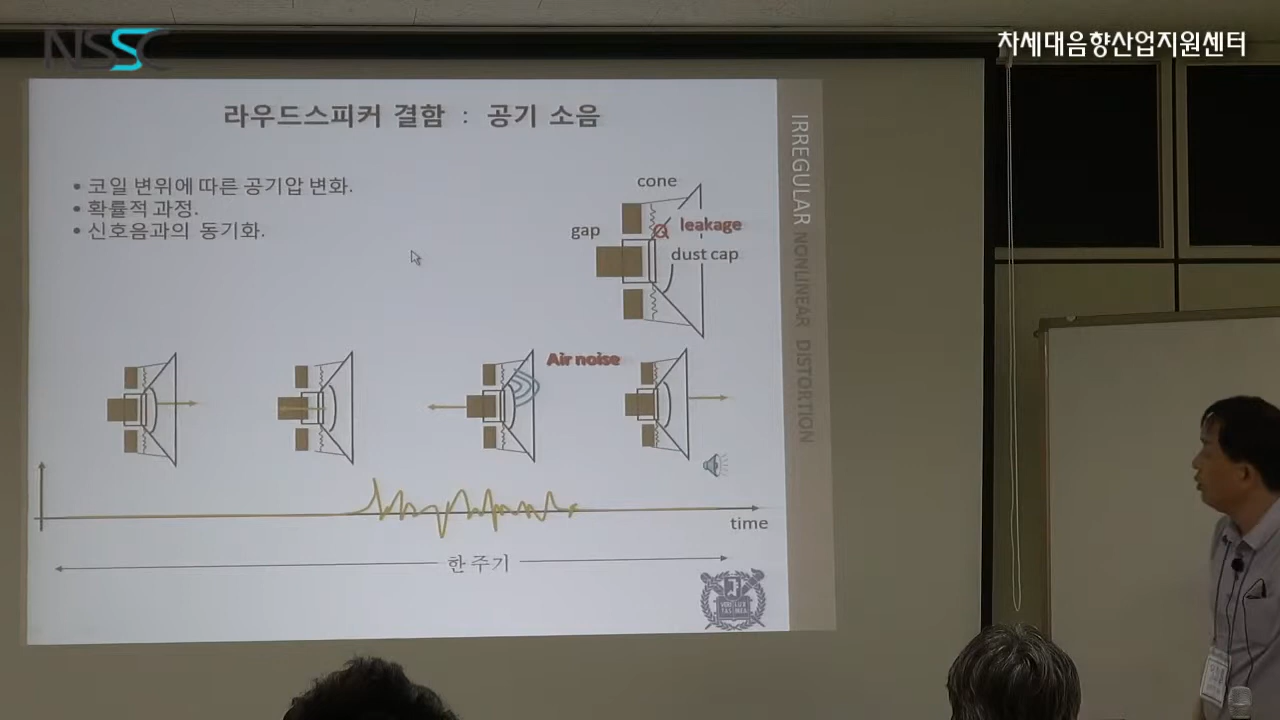 NSSC
차세대음향산업지원센터
라우드스피커 결함 : 공기 소음
• 코일 변위에 따른 공기압 변화.
• 확률적 과정.
• 신호음과의 동기화.
cone
gap
leakage
dust cap
Air noise
time
한 주기
IRREGULAR NONLINEAR DISTORTION